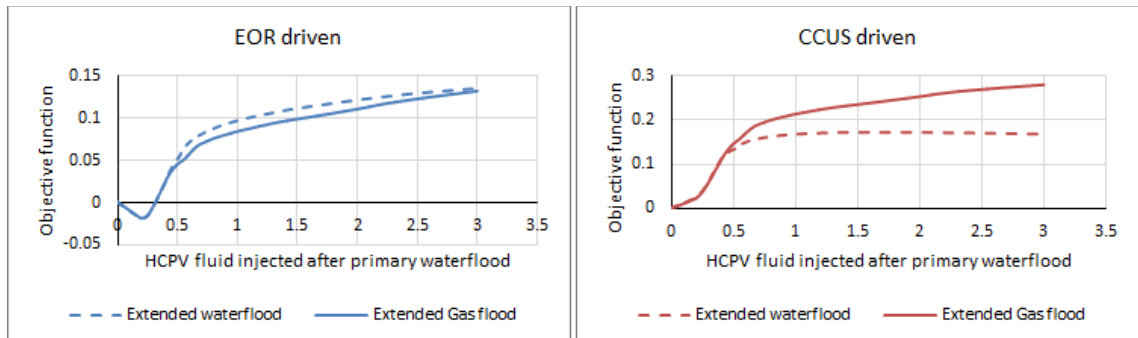 EOR driven
Objective function
0.15
0.1
0.05
0
-0.05
0 0.5 1 1.5 2 2.5 3 3.5
HCPV fluid injected after primary waterflood
Extended waterflood Extended Gas flood
CCUS driven
Objective function
0.3
0.2
0.1
0
0 0.5 1 1.5 2 2.5 3 3.5
HCPV fluid injected after primary waterflood
Extended waterflood Extended Gas flood